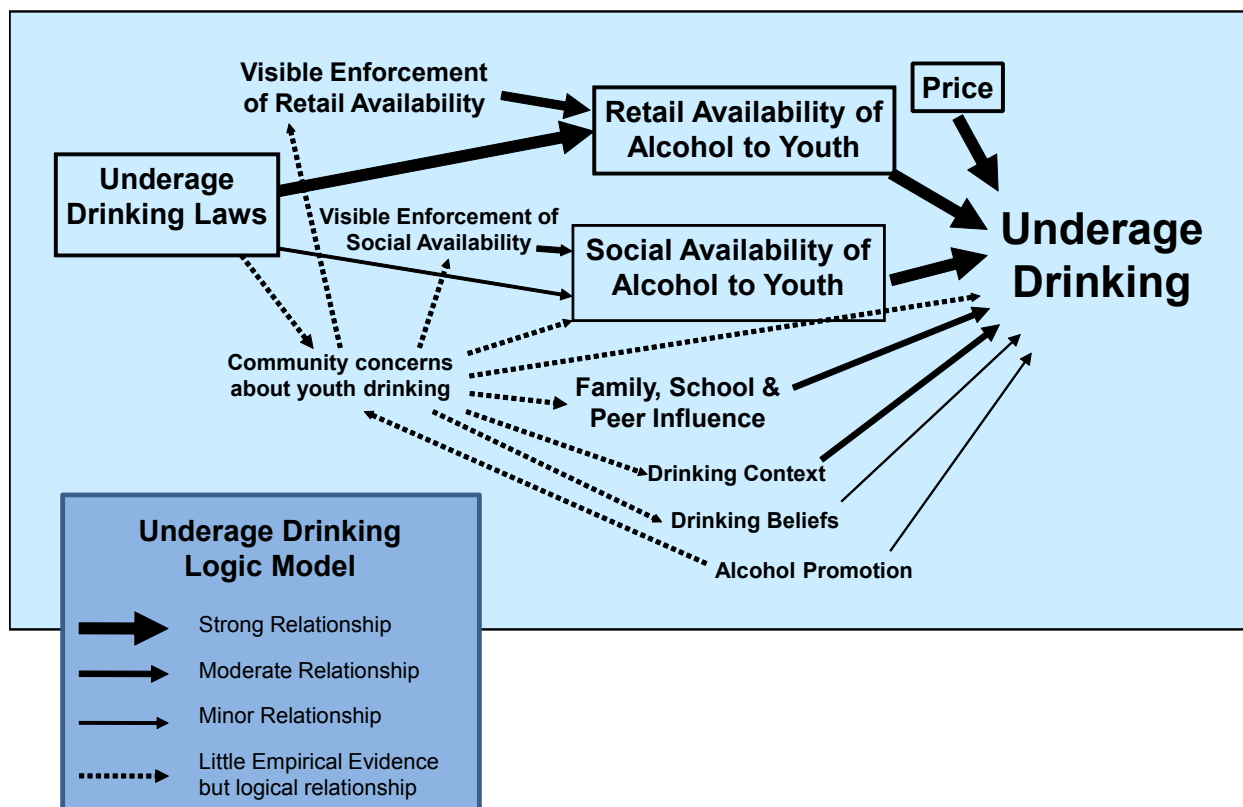 Visible Enforcement
of Retail Availability
Price
Retail Availability of
Alcohol to Youth
Underage
Drinking Laws
Visible Enforcement of
Social Availability
Underage
Drinking
Social Availability of
Alcohol to Youth
Community concerns
about youth drinking
Family, School &
Peer Influence
Drinking Context
Drinking Beliefs
Alcohol Promotion
Underage Drinking
Logic Model
Strong Relationship
Moderate Relationship
Minor Relationship
Little Empirical Evidence
but logical relationship